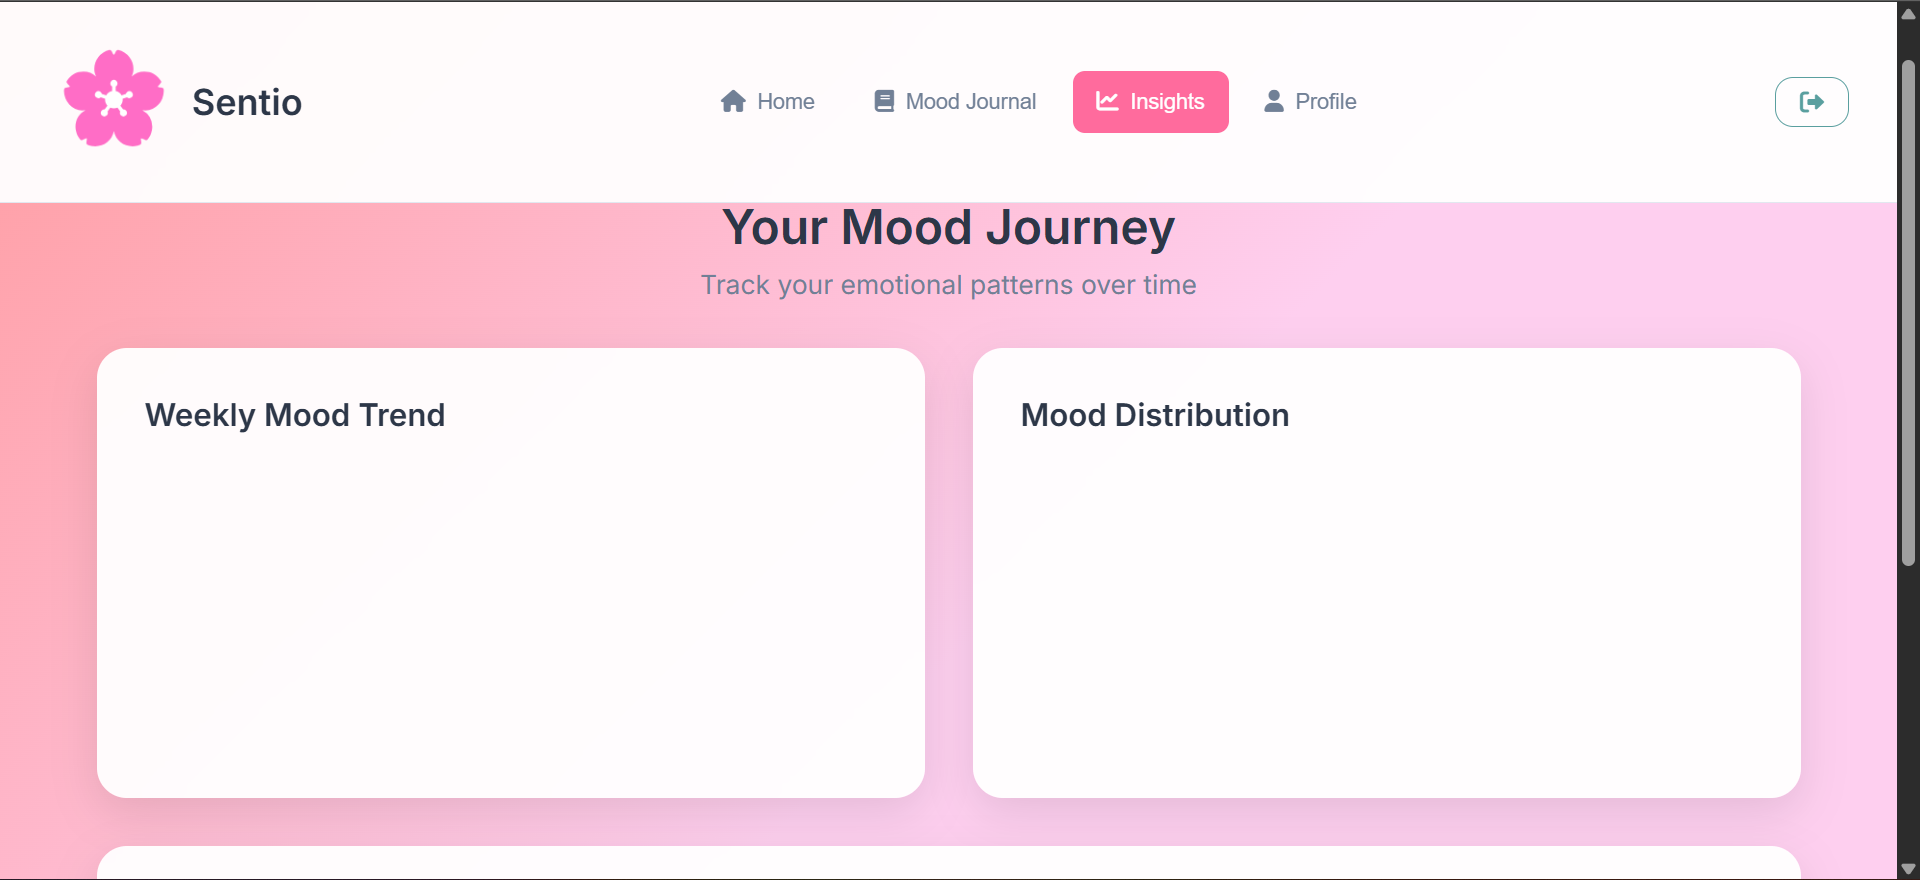 Sentio
Home
Mood Journal
Insights
Profile
Your Mood Journey
Track your emotional patterns over time
Weekly Mood Trend
Mood Distribution